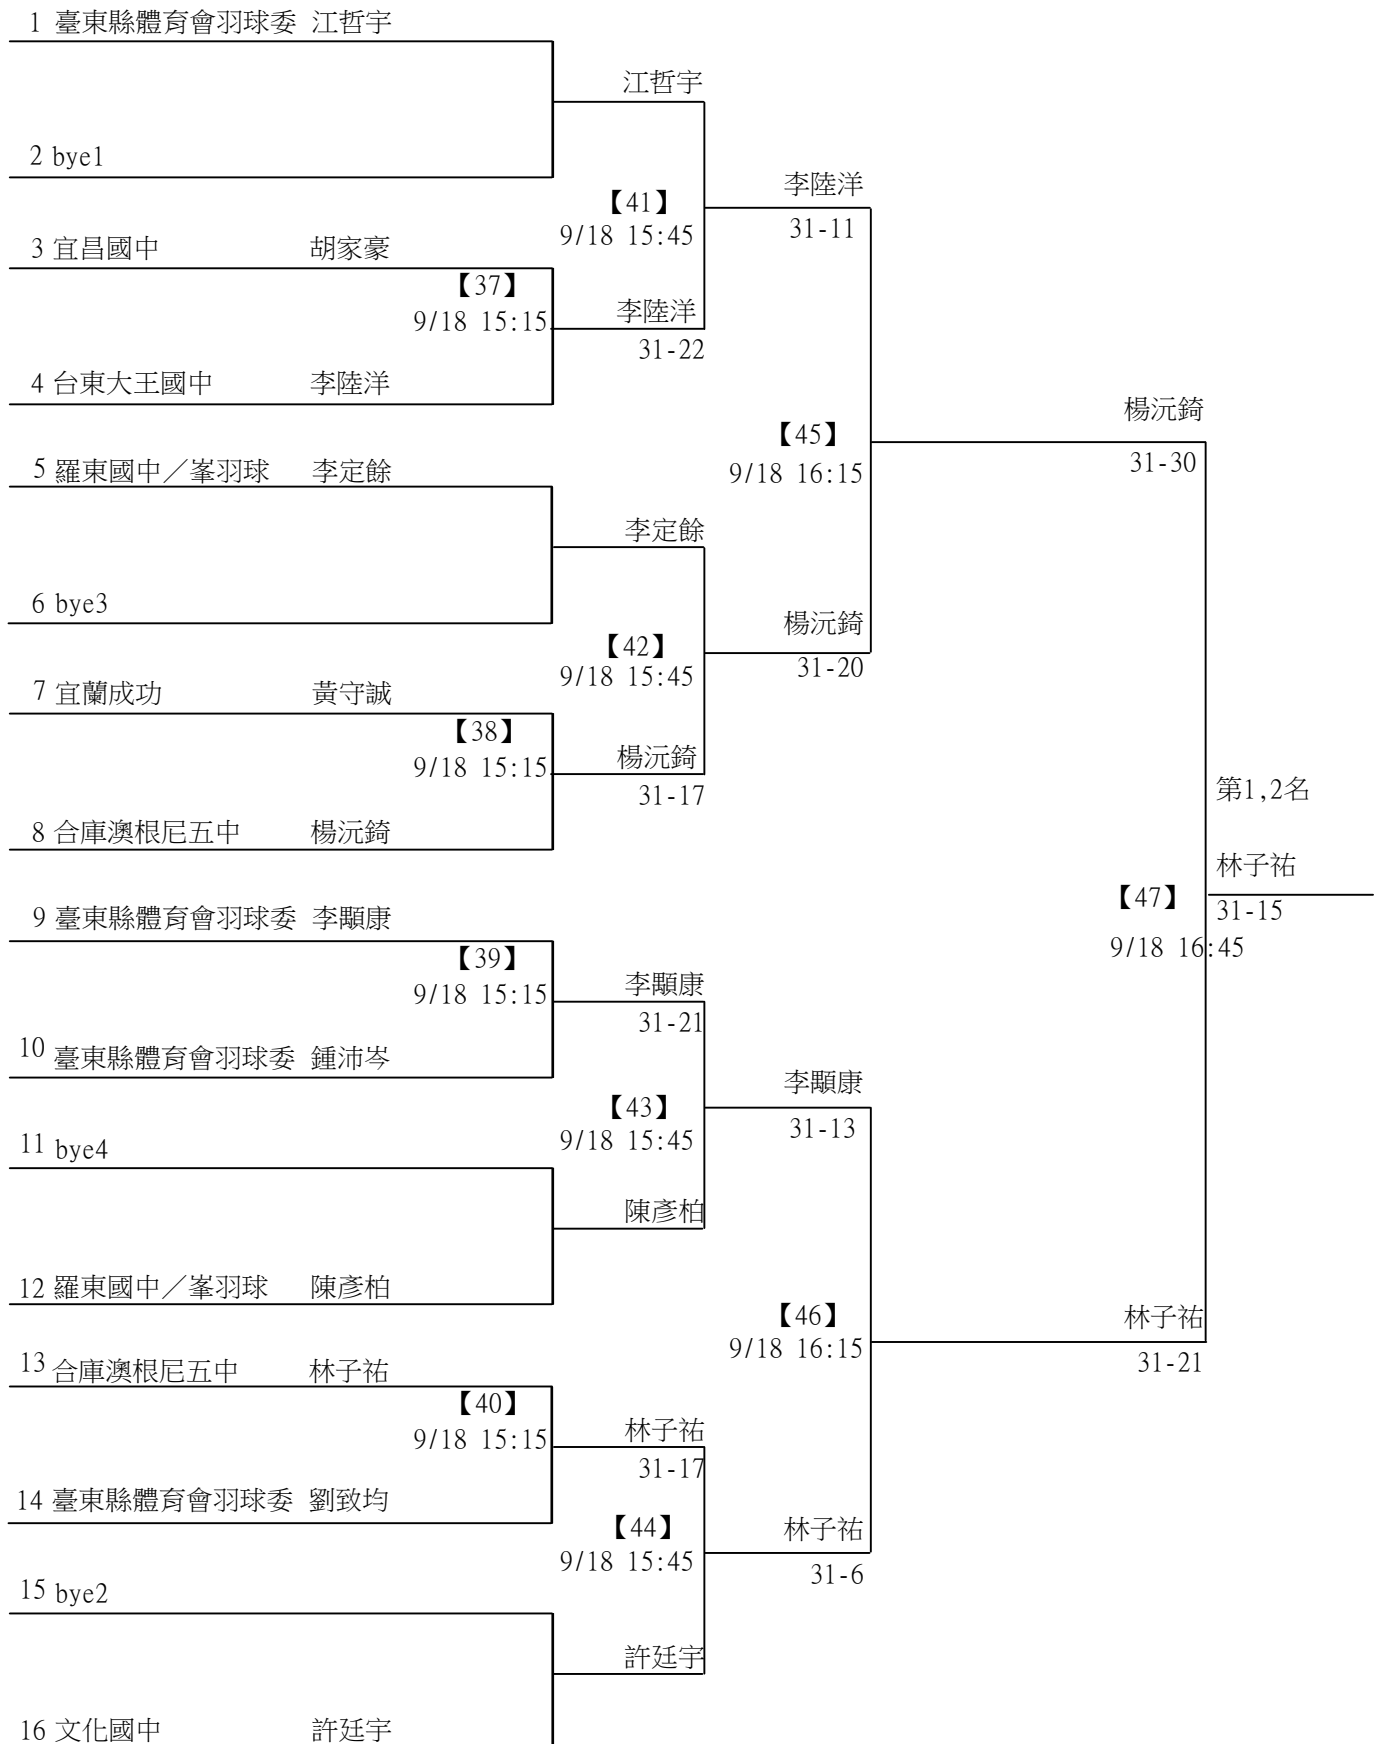 1 臺東縣體育會羽球委 江哲宇
江哲宇
2 bye1
李陸洋
【41】
31-11
9/18 15:45
3 宜昌國中 胡家豪
【37】
9/18 15:15
李陸洋
31-22
4 台東大王國中 李陸洋
楊沅錡
【45】
31-30
9/18 16:15
5 羅東國中／峯羽球 李定餘
李定餘
6 bye3
楊沅錡
【42】
31-20
9/18 15:45
7 宜蘭成功 黃守誠
【38】
9/18 15:15
楊沅錡
31-17
第1,2名
8 合庫澳根尼五中 楊沅錡
林子祐
【47】
31-15
9/18 16:45
9 臺東縣體育會羽球委 李顒康
【39】
9/18 15:15
李顒康
31-21
10 臺東縣體育會羽球委 鍾沛岑
李顒康
【43】
31-13
9/18 15:45
11 bye4
陳彥柏
12 羅東國中／峯羽球 陳彥柏
【46】
9/18 16:15
林子祐
31-21
13 合庫澳根尼五中 林子祐
【40】
9/18 15:15
林子祐
31-17
14 臺東縣體育會羽球委 劉致均
【44】
林子祐
9/18 15:45
31-6
15 bye2
許廷宇
16 文化國中 許廷宇